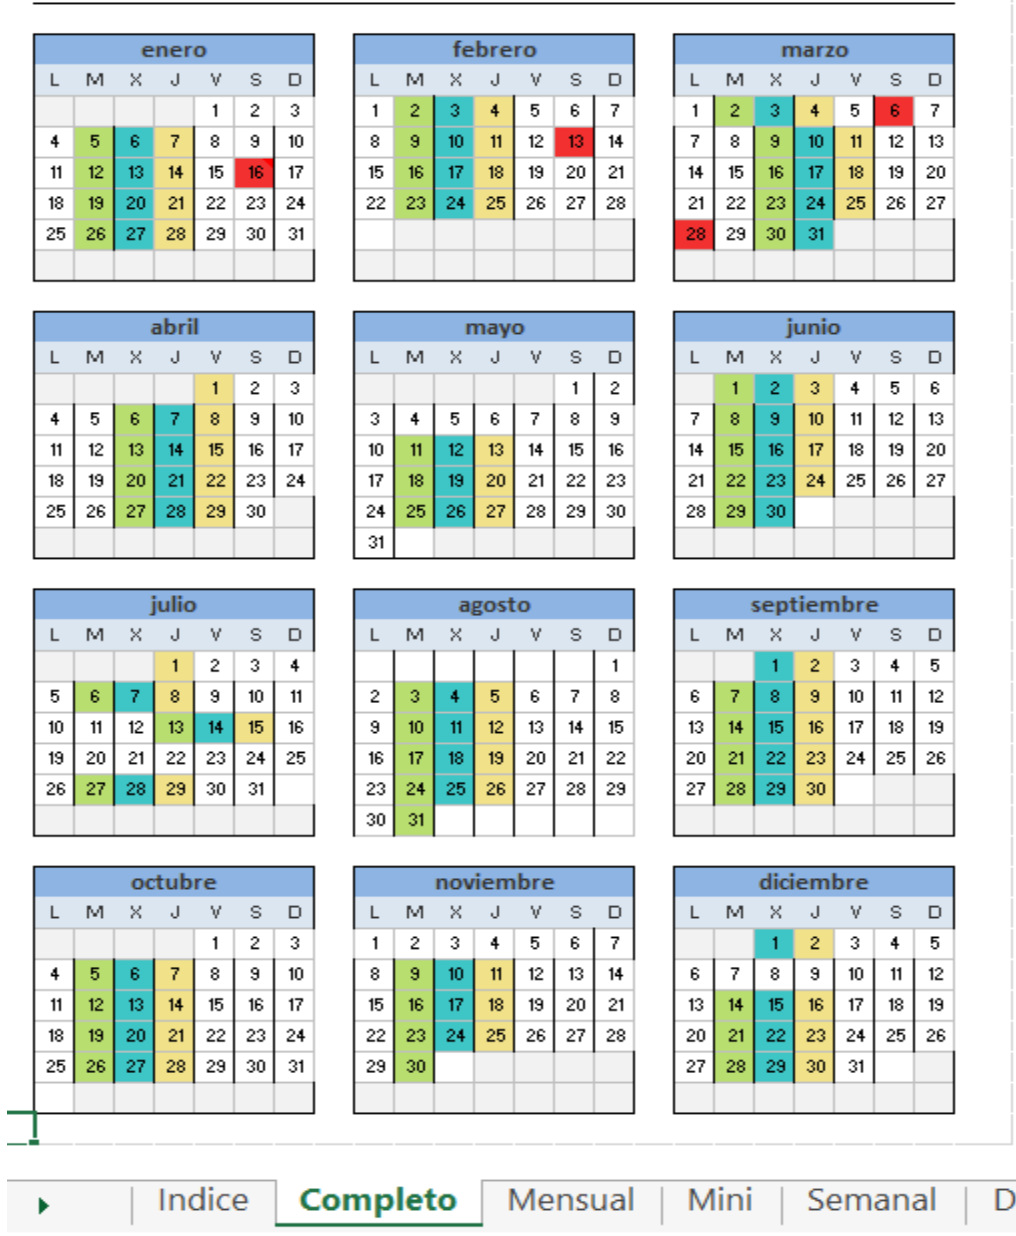 enero
L M X J V S D
1 2 3
4 5 6 7 8 9 10
11 12 13 14 15 16 17
18 19 20 21 22 23 24
25 26 27 28 29 30 31
febrero
L M X J V S D
1 2 3 4 5 6 7
8 9 10 11 12 13 14
15 16 17 18 19 20 21
22 23 24 25 26 27 28
marzo
L M X J V S D
1 2 3 4 5 6 7
7 8 9 10 11 12 13
14 15 16 17 18 19 20
21 22 23 24 25 26 27
28 29 30 31
abril
L M X J V S D
1 2 3
4 5 6 7 8 9 10
11 12 13 14 15 16 17
18 19 20 21 22 23 24
25 26 27 28 29 30
mayo
L M X J V S D
1 2
3 4 5 6 7 8 9
10 11 12 13 14 15 16
17 18 19 20 21 22 23
24 25 26 27 28 29 30
31
junio
L M X J V S D
1 2 3 4 5 6
7 8 9 10 11 12 13
14 15 16 17 18 19 20
21 22 23 24 25 26 27
28 29 30
julio
L M X J V S D
1 2 3 4
5 6 7 8 9 10 11
10 11 12 13 14 15 16
19 20 21 22 23 24 25
26 27 28 29 30 31
agosto
L M X J V S D
1
2 3 4 5 6 7 8
9 10 11 12 13 14 15
16 17 18 19 20 21 22
23 24 25 26 27 28 29
30 31
septiembre
L M X J V S D
1 2 3 4 5
6 7 8 9 10 11 12
13 14 15 16 17 18 19
20 21 22 23 24 25 26
27 28 29 30
octubre
L M X J V S D
1 2 3
4 5 6 7 8 9 10
11 12 13 14 15 16 17
18 19 20 21 22 23 24
25 26 27 28 29 30 31
noviembre
L M X J V S D
1 2 3 4 5 6 7
8 9 10 11 12 13 14
15 16 17 18 19 20 21
22 23 24 25 26 27 28
29 30
diciembre
L M X J V S D
1 2 3 4 5
6 7 8 9 10 11 12
13 14 15 16 17 18 19
20 21 22 23 24 25 26
27 28 29 30 31
Indice Completo Mensual Mini Semanal D